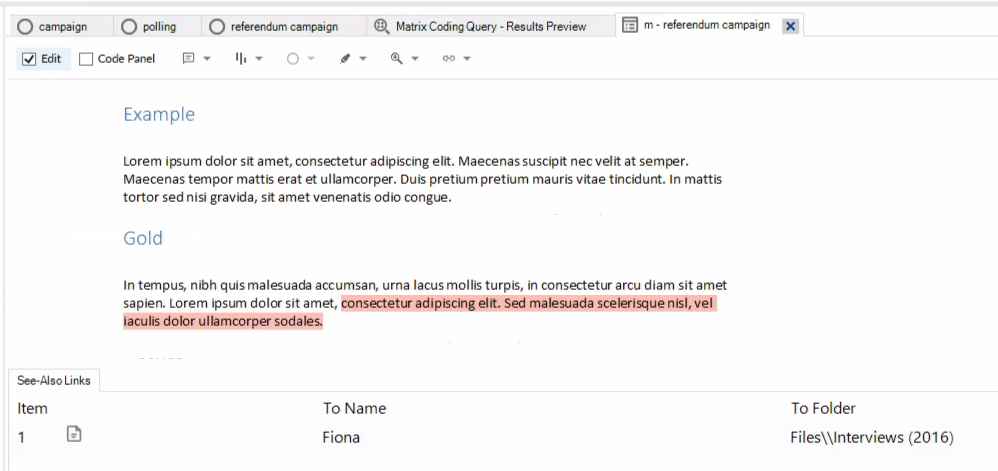 campaign polling referendum campaign Matrix Coding Query - Results Preview m - referendum campaign
Edit Code Panel
Example
Lorem ipsum dolor sit amet, consectetur adipiscing elit. Maecenas suscipit nec velit at semper.
Maecenas tempor mattis erat et ullamcorper. Duis pretium pretium mauris vitae tincidunt. In mattis
tortor sed nisi gravida, sit amet venenatis odio congue.
Gold
In tempus, nibh quis malesuada accumsan, urna lacus mollis turpis, in consectetur arcu diam sit amet
sapien. Lorem ipsum dolor sit amet, consectetur adipiscing elit. Sed malesuada scelerisque nisl, vel
iaculis dolor ullamcorper sodales.
See-Also Links
Item To Name To Folder
1 Fiona Files\\Interviews (2016)